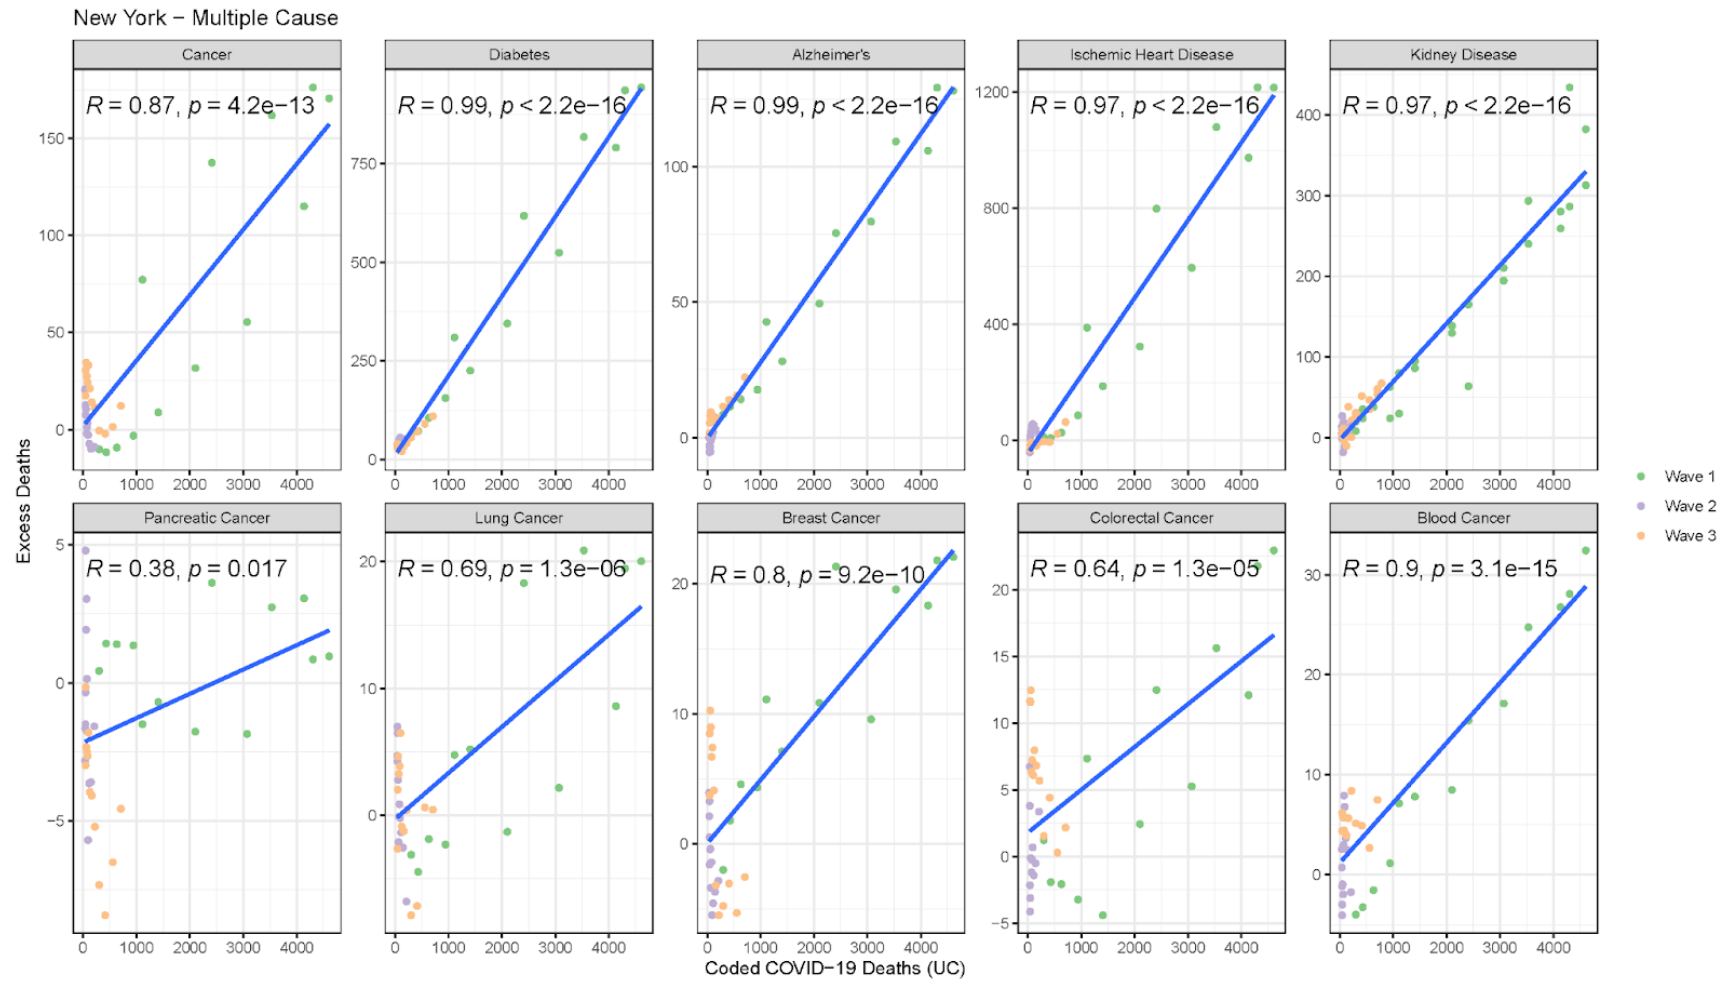 New York − Multiple Cause
Cancer
Diabetes
Alzheimer's
Ischemic Heart Disease
Kidney Disease
R = 0.87, p = 4.2e−13
R = 0.99, p < 2.2e−16
R = 0.99, p < 2.2e−16
R = 0.97, p < 2.2e−16
R = 0.97, p < 2.2e−16
150
100
50
0
750
500
250
0
100
50
0
1200
800
400
0
400
300
200
100
0
0 1000 2000 3000 4000
0 1000 2000 3000 4000
0 1000 2000 3000 4000
0 1000 2000 3000 4000
0 1000 2000 3000 4000
Pancreatic Cancer
Lung Cancer
Breast Cancer
Colorectal Cancer
Blood Cancer
R = 0.38, p = 0.017
R = 0.69, p = 1.3e−06
R = 0.8, p = 9.2e−10
R = 0.64, p = 1.3e−05
R = 0.9, p = 3.1e−15
5
0
−5
20
10
0
20
10
0
20
15
10
5
0
−5
30
20
10
0
0 1000 2000 3000 4000
0 1000 2000 3000 4000
0 1000 2000 3000 4000
0 1000 2000 3000 4000
0 1000 2000 3000 4000
Excess Deaths
Coded COVID−19 Deaths (UC)
Wave 1
Wave 2
Wave 3